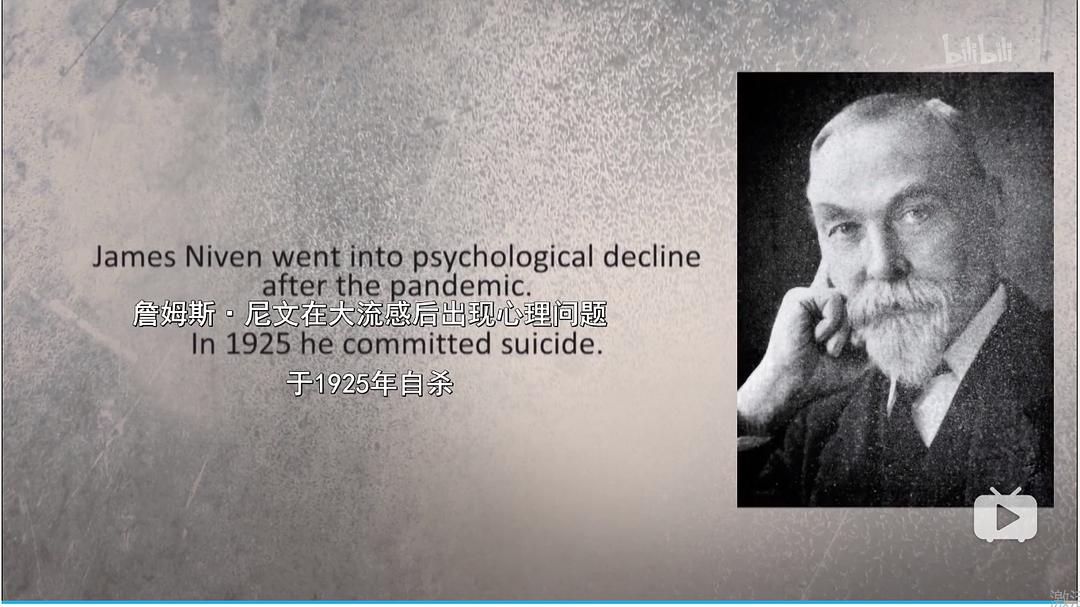 bilibili
James Niven went into psychological decline
after the pandemic.
詹姆斯·尼文在大流感后出现心理问题
In 1925 he committed suicide.
于1925年自杀
激活